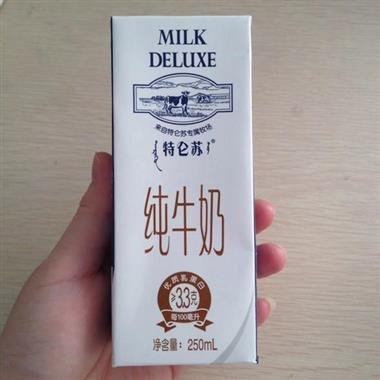 MILK
DELUXE
来自特仑苏专属牧场
特仑苏®
纯牛奶
优质乳蛋白
≥3.3克
每100毫升
净含量: 250mL